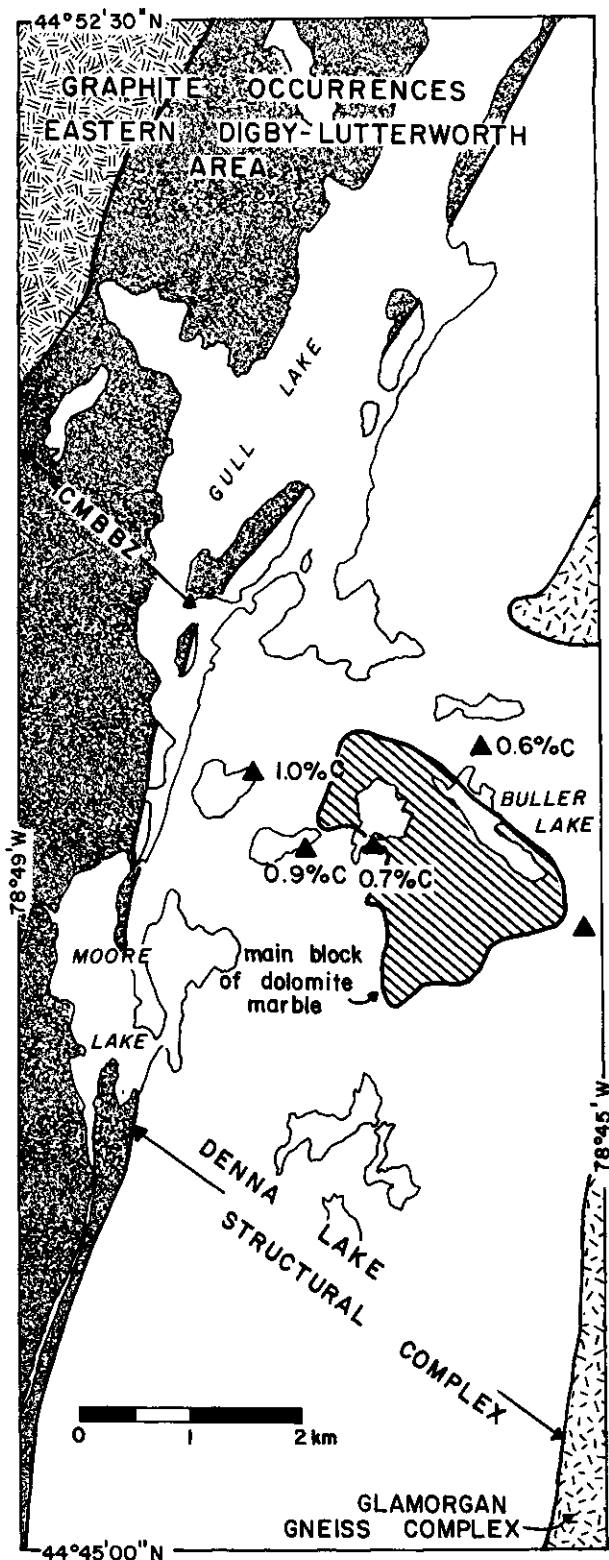 44°52'30"N
GRAPHITE OCCURRENCES
EASTERN DIGBY-LUTTERWORTH
AREA
GULL LAKE
CMBBZ
0.6%C
1.0%C
BULLER
LAKE
0.9%C 0.7%C
78°49'W
MOORE
LAKE
main block
of dolomite
marble
78°45'W
DENNA LAKE
STRUCTURAL COMPLEX
0 1 2 km
GLAMORGAN
GNEISS COMPLEX
44°45'00"N